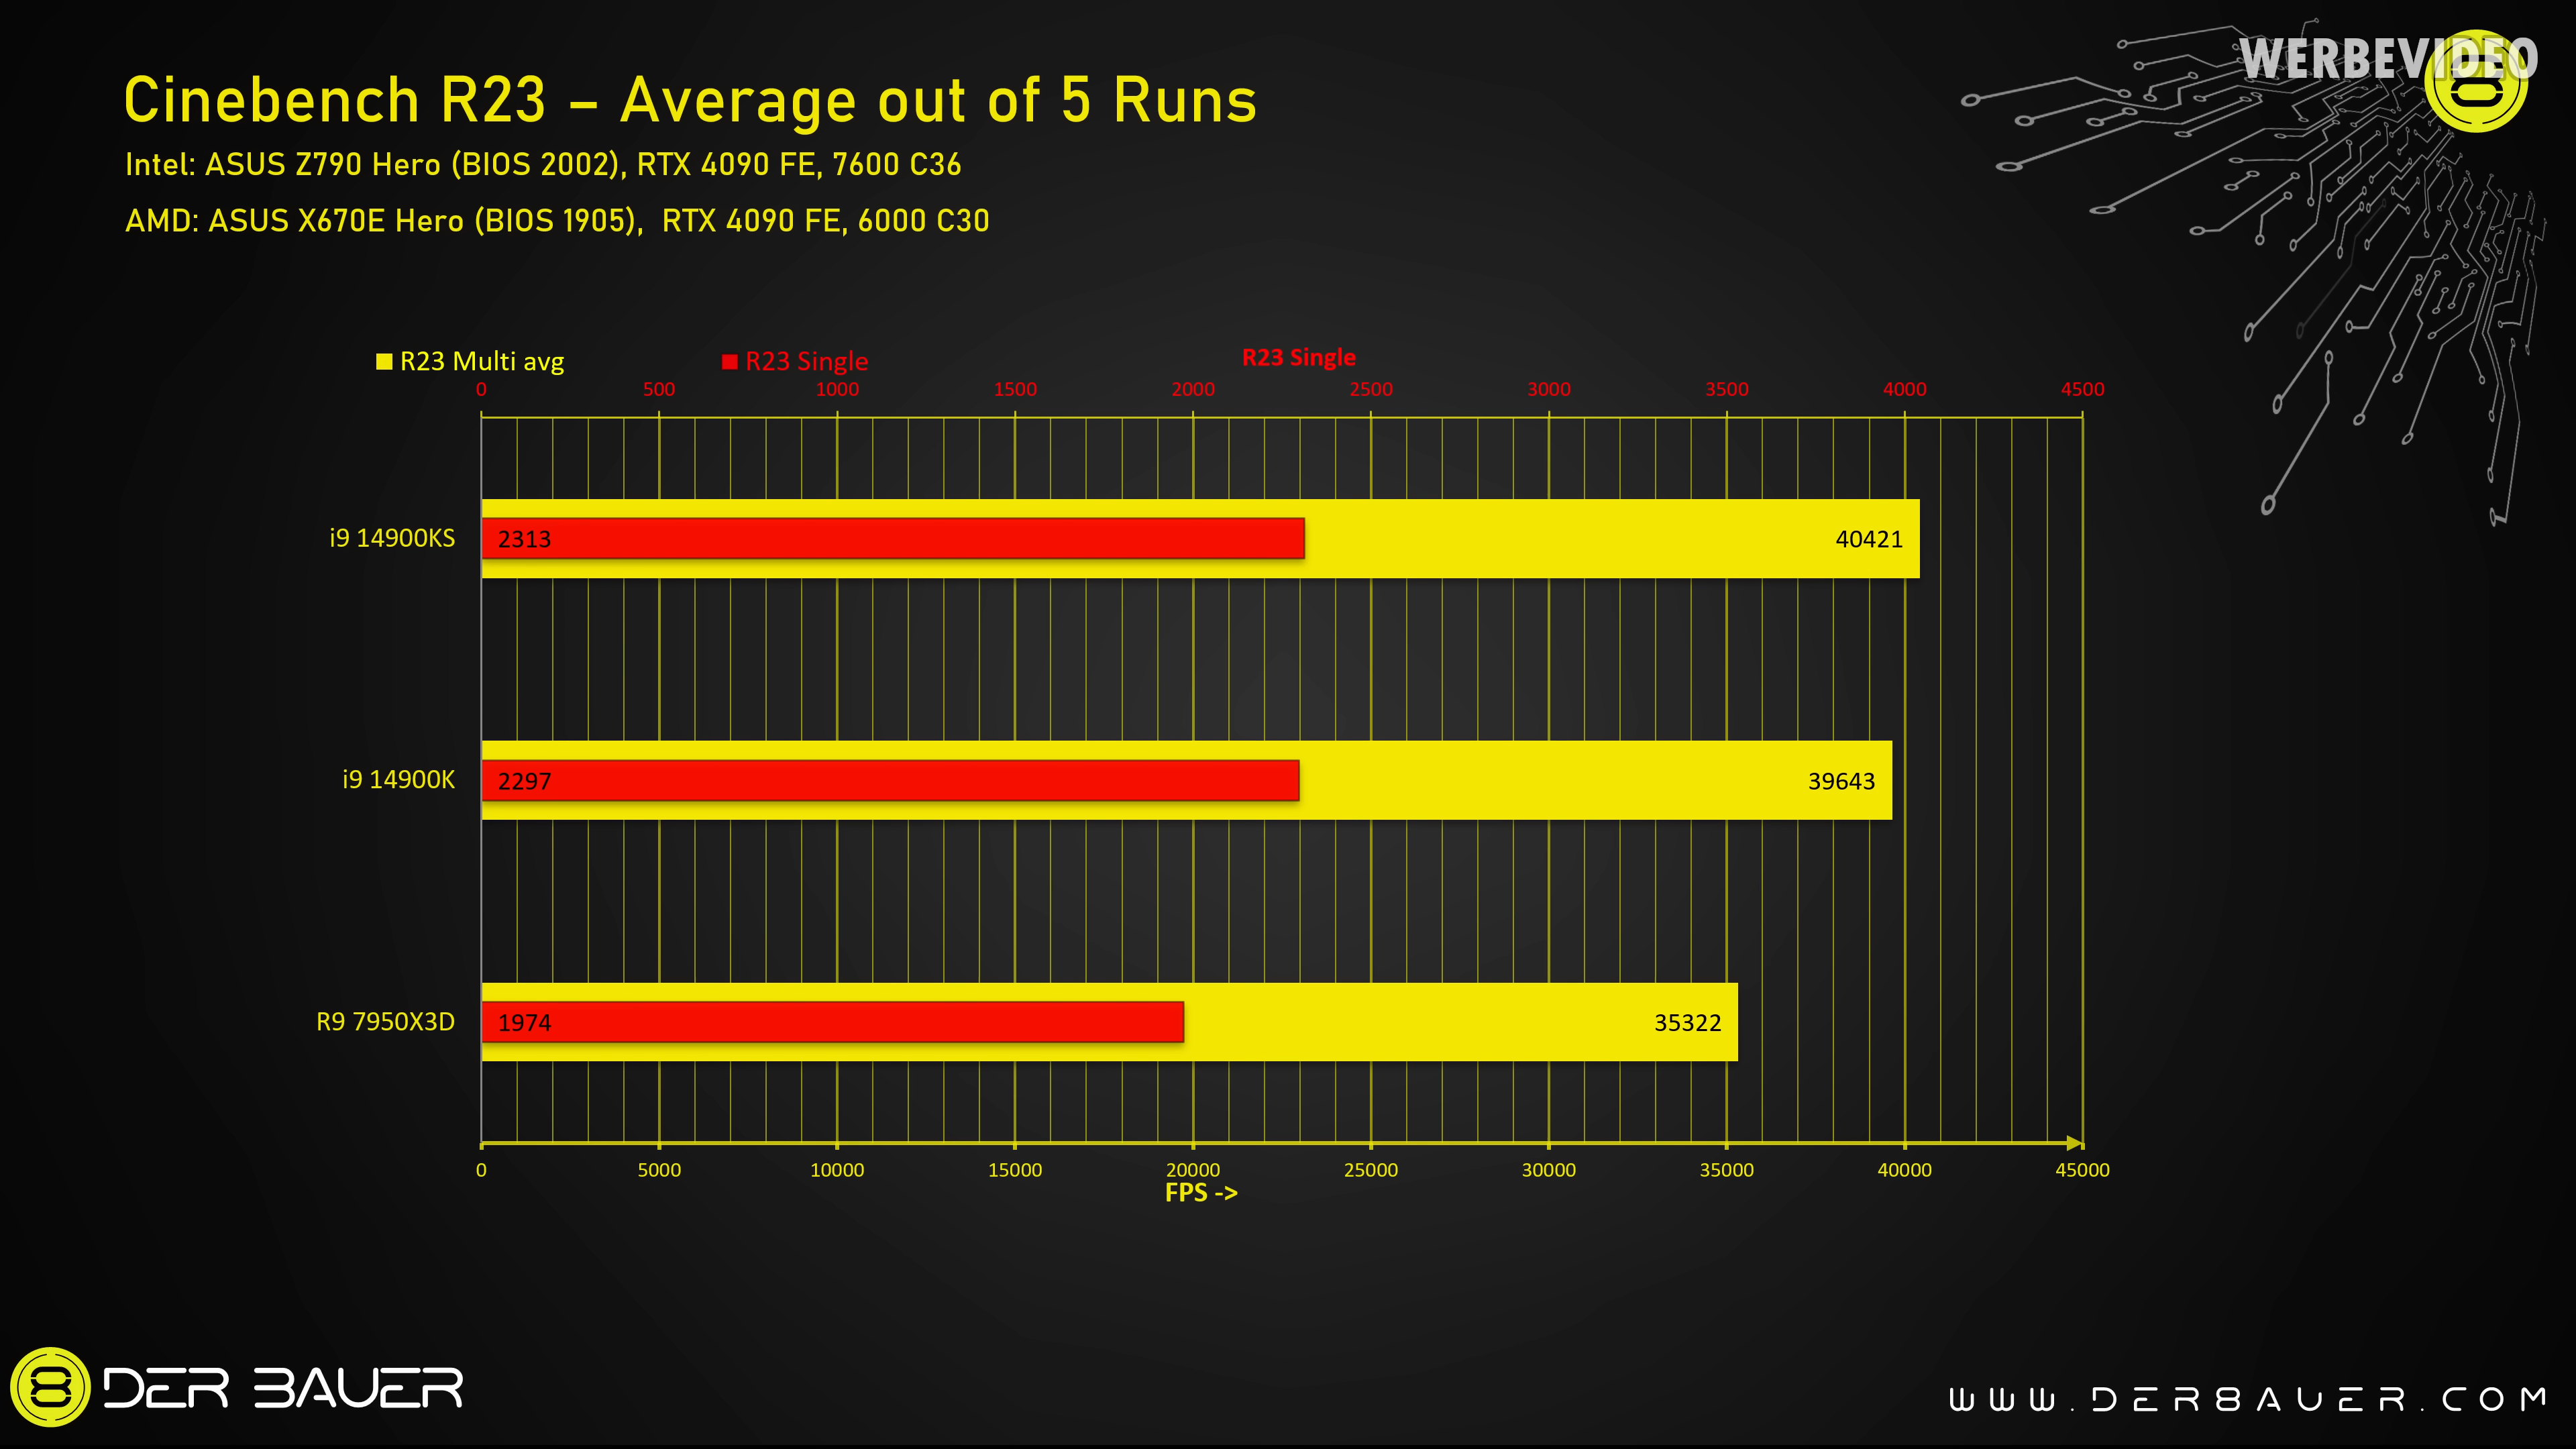 WERBEVIDEO
Cinebench R23 – Average out of 5 Runs
Intel: ASUS Z790 Hero (BIOS 2002), RTX 4090 FE, 7600 C36
AMD: ASUS X670E Hero (BIOS 1905), RTX 4090 FE, 6000 C30
R23 Multi avg R23 Single R23 Single
0 500 1000 1500 2000 2500 3000 3500 4000 4500
i9 14900KS 2313 40421
i9 14900K 2297 39643
R9 7950X3D 1974 35322
0 5000 10000 15000 20000 25000 30000 35000 40000 45000
FPS ->
DER 8AUER
WWW.DER8AUER.COM